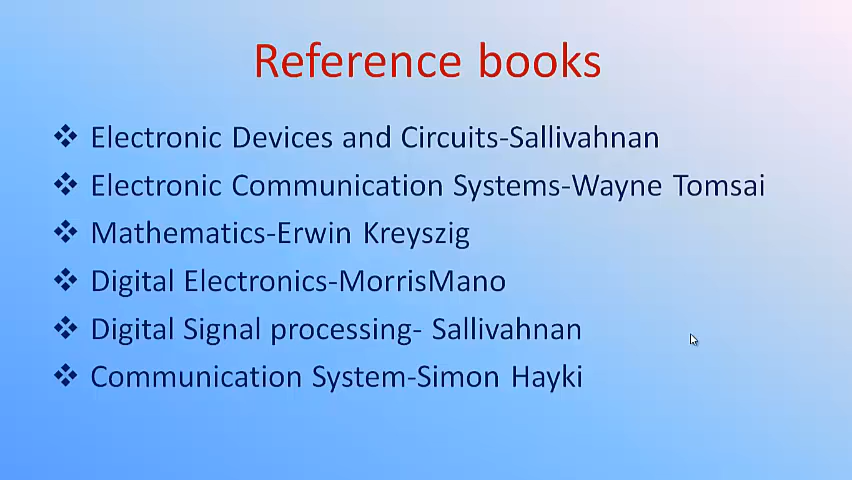 Reference books
❖ Electronic Devices and Circuits-Sallivahnan
❖ Electronic Communication Systems-Wayne Tomsai
❖ Mathematics-Erwin Kreyszig
❖ Digital Electronics-MorrisMano
❖ Digital Signal processing- Sallivahnan
❖ Communication System-Simon Hayki